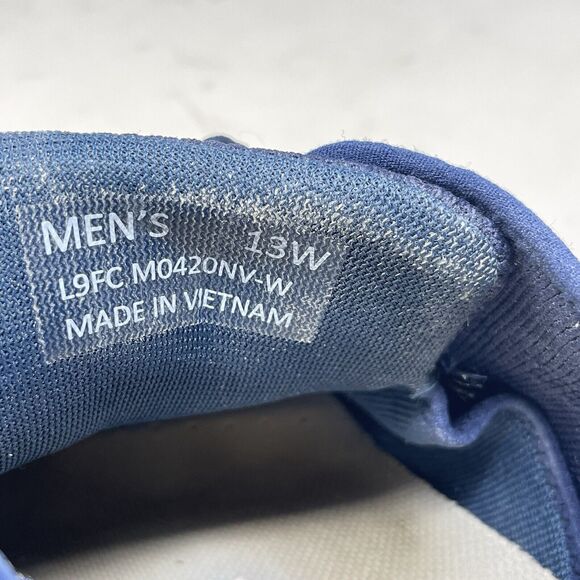 MEN'S 13W
L9FC M0420NV-W
MADE IN VIETNAM